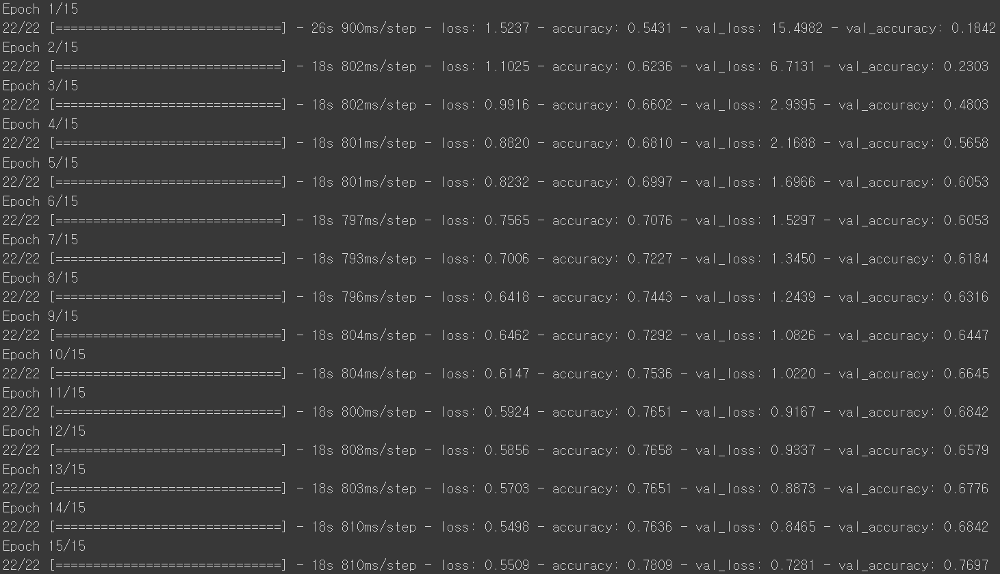 Epoch 1/15
22/22 [==============================] - 26s 900ms/step - loss: 1.5237 - accuracy: 0.5431 - val_loss: 15.4982 - val_accuracy: 0.1842
Epoch 2/15
22/22 [==============================] - 18s 802ms/step - loss: 1.1025 - accuracy: 0.6236 - val_loss: 6.7131 - val_accuracy: 0.2303
Epoch 3/15
22/22 [==============================] - 18s 802ms/step - loss: 0.9916 - accuracy: 0.6602 - val_loss: 2.9395 - val_accuracy: 0.4803
Epoch 4/15
22/22 [==============================] - 18s 801ms/step - loss: 0.8820 - accuracy: 0.6810 - val_loss: 2.1688 - val_accuracy: 0.5658
Epoch 5/15
22/22 [==============================] - 18s 801ms/step - loss: 0.8232 - accuracy: 0.6997 - val_loss: 1.6966 - val_accuracy: 0.6053
Epoch 6/15
22/22 [==============================] - 18s 797ms/step - loss: 0.7565 - accuracy: 0.7076 - val_loss: 1.5297 - val_accuracy: 0.6053
Epoch 7/15
22/22 [==============================] - 18s 793ms/step - loss: 0.7006 - accuracy: 0.7227 - val_loss: 1.3450 - val_accuracy: 0.6184
Epoch 8/15
22/22 [==============================] - 18s 796ms/step - loss: 0.6418 - accuracy: 0.7443 - val_loss: 1.2439 - val_accuracy: 0.6316
Epoch 9/15
22/22 [==============================] - 18s 804ms/step - loss: 0.6462 - accuracy: 0.7292 - val_loss: 1.0826 - val_accuracy: 0.6447
Epoch 10/15
22/22 [==============================] - 18s 804ms/step - loss: 0.6147 - accuracy: 0.7536 - val_loss: 1.0220 - val_accuracy: 0.6645
Epoch 11/15
22/22 [==============================] - 18s 800ms/step - loss: 0.5924 - accuracy: 0.7651 - val_loss: 0.9167 - val_accuracy: 0.6842
Epoch 12/15
22/22 [==============================] - 18s 808ms/step - loss: 0.5856 - accuracy: 0.7658 - val_loss: 0.9337 - val_accuracy: 0.6579
Epoch 13/15
22/22 [==============================] - 18s 803ms/step - loss: 0.5703 - accuracy: 0.7651 - val_loss: 0.8873 - val_accuracy: 0.6776
Epoch 14/15
22/22 [==============================] - 18s 810ms/step - loss: 0.5498 - accuracy: 0.7636 - val_loss: 0.8465 - val_accuracy: 0.6842
Epoch 15/15
22/22 [==============================] - 18s 810ms/step - loss: 0.5509 - accuracy: 0.7809 - val_loss: 0.7281 - val_accuracy: 0.7697